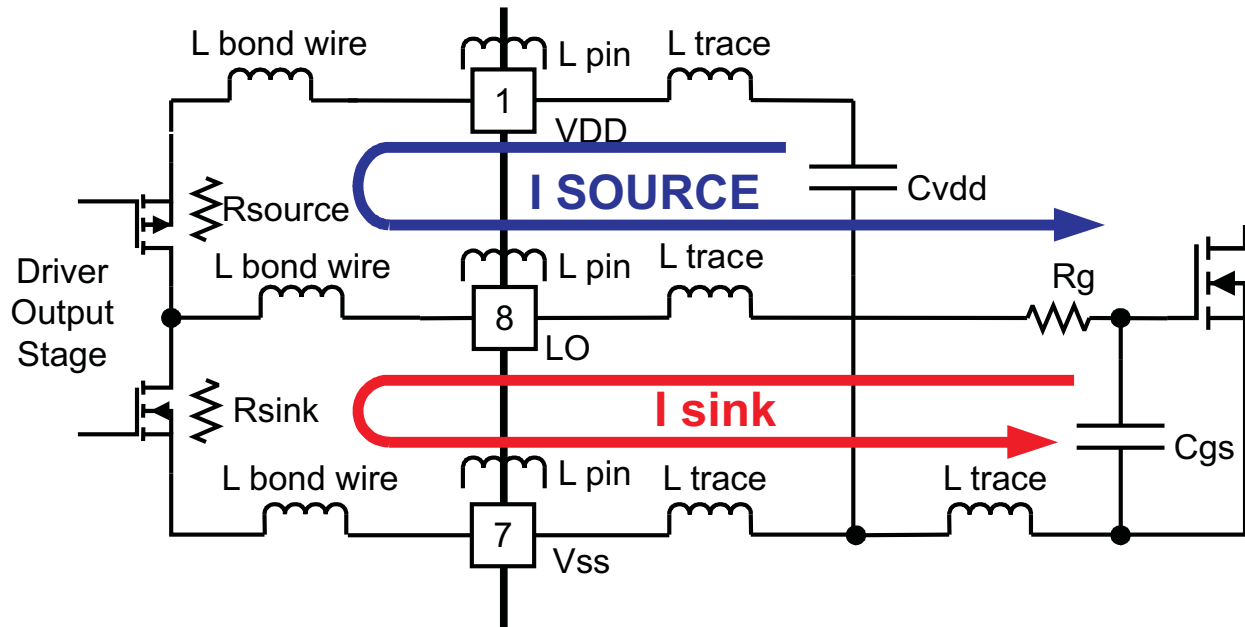 L bond wire
L pin
L trace
1
VDD
I SOURCE
Cvdd
Rsource
Driver
Output
Stage
L bond wire
L pin
L trace
8
LO
Rg
I sink
Rsink
Cgs
L bond wire
L pin
L trace
L trace
7
Vss